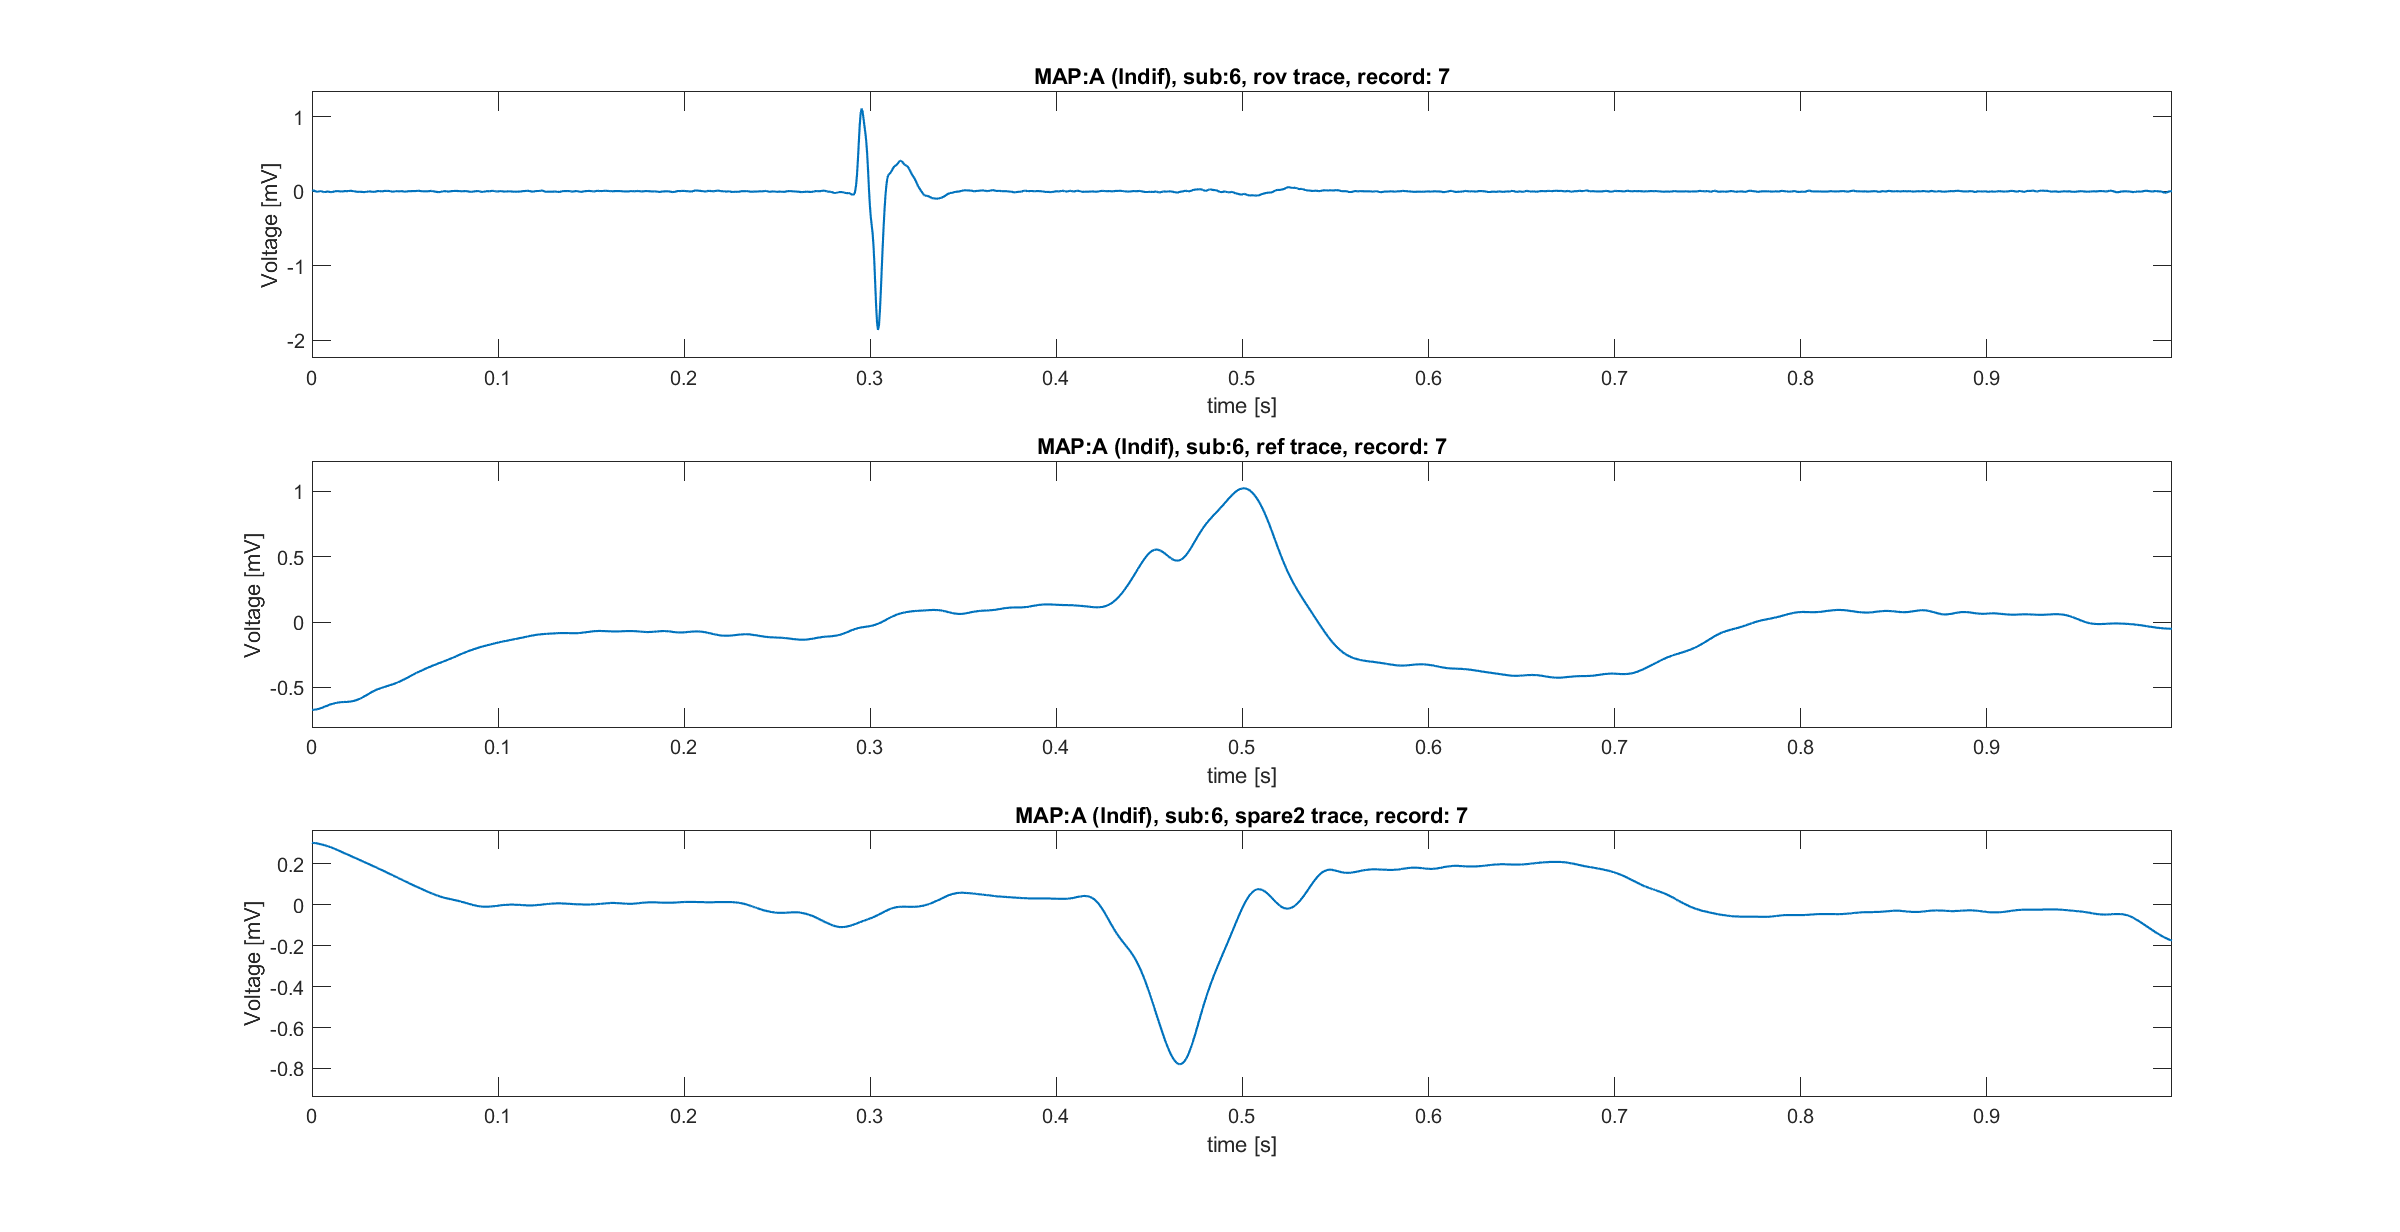 MAP:A (Indif), sub:6, rov trace, record: 7
Voltage [mV]
1
0
-1
-2
0 0.1 0.2 0.3 0.4 0.5 0.6 0.7 0.8 0.9
time [s]
MAP:A (Indif), sub:6, ref trace, record: 7
Voltage [mV]
1
0.5
0
-0.5
0 0.1 0.2 0.3 0.4 0.5 0.6 0.7 0.8 0.9
time [s]
MAP:A (Indif), sub:6, spare2 trace, record: 7
Voltage [mV]
0.2
0
-0.2
-0.4
-0.6
-0.8
0 0.1 0.2 0.3 0.4 0.5 0.6 0.7 0.8 0.9
time [s]